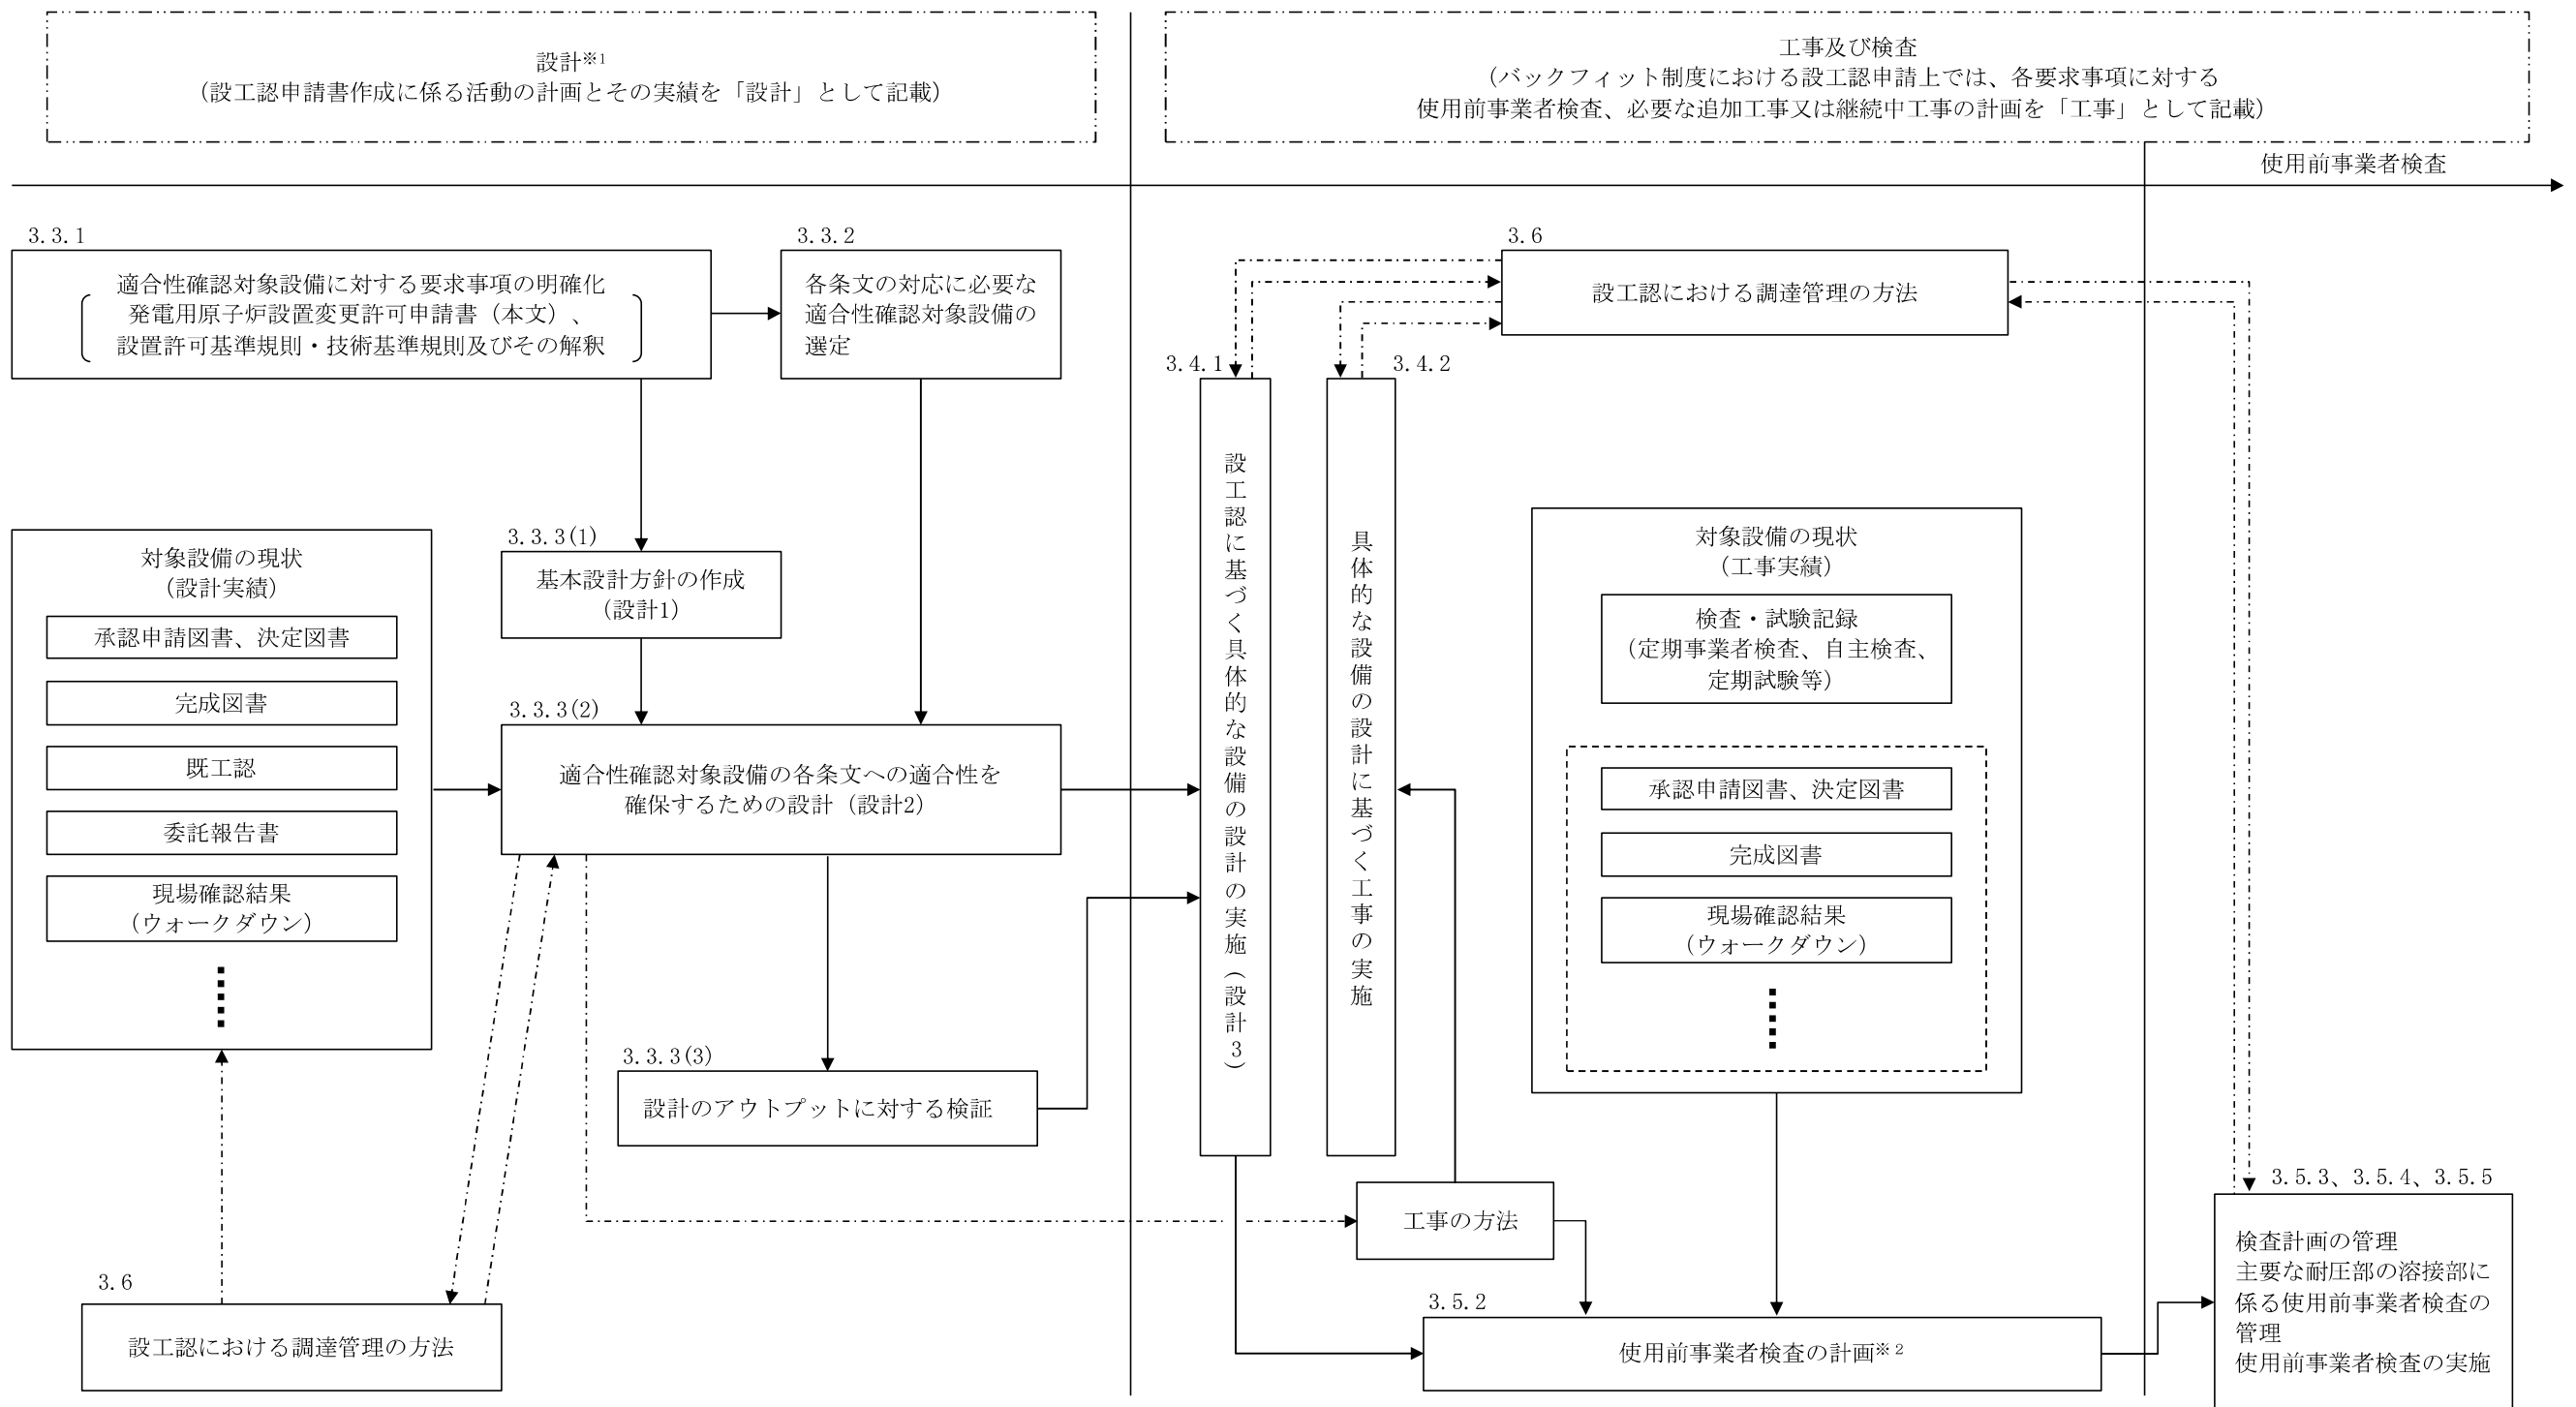 設計※1
（設工認申請書作成に係る活動の計画とその実績を「設計」として記載）
工事及び検査
（バックフィット制度における設工認申請上では、各要求事項に対する
使用前事業者検査、必要な追加工事又は継続中工事の計画を「工事」として記載）
使用前事業者検査
3.3.1
適合性確認対象設備に対する要求事項の明確化
発電用原子炉設置変更許可申請書（本文）、
設置許可基準規則・技術基準規則及びその解釈
3.3.2
各条文の対応に必要な
適合性確認対象設備の
選定
3.6
設工認における調達管理の方法
3.4.1
設工認に基づく具体的な設備の設計の実施（設計3）
3.4.2
具体的な設備の設計に基づく工事の実施
対象設備の現状
（設計実績）
承認申請図書、決定図書
完成図書
既工認
委託報告書
現場確認結果
（ウォークダウン）
3.3.3(1)
基本設計方針の作成
（設計1）
3.3.3(2)
適合性確認対象設備の各条文への適合性を
確保するための設計（設計2）
3.3.3(3)
設計のアウトプットに対する検証
3.6
設工認における調達管理の方法
対象設備の現状
（工事実績）
検査・試験記録
（定期事業者検査、自主検査、
定期試験等）
承認申請図書、決定図書
完成図書
現場確認結果
（ウォークダウン）
工事の方法
3.5.2
使用前事業者検査の計画※2
3.5.3、3.5.4、3.5.5
検査計画の管理
主要な耐圧部の溶接部に
係る使用前事業者検査の
管理
使用前事業者検査の実施